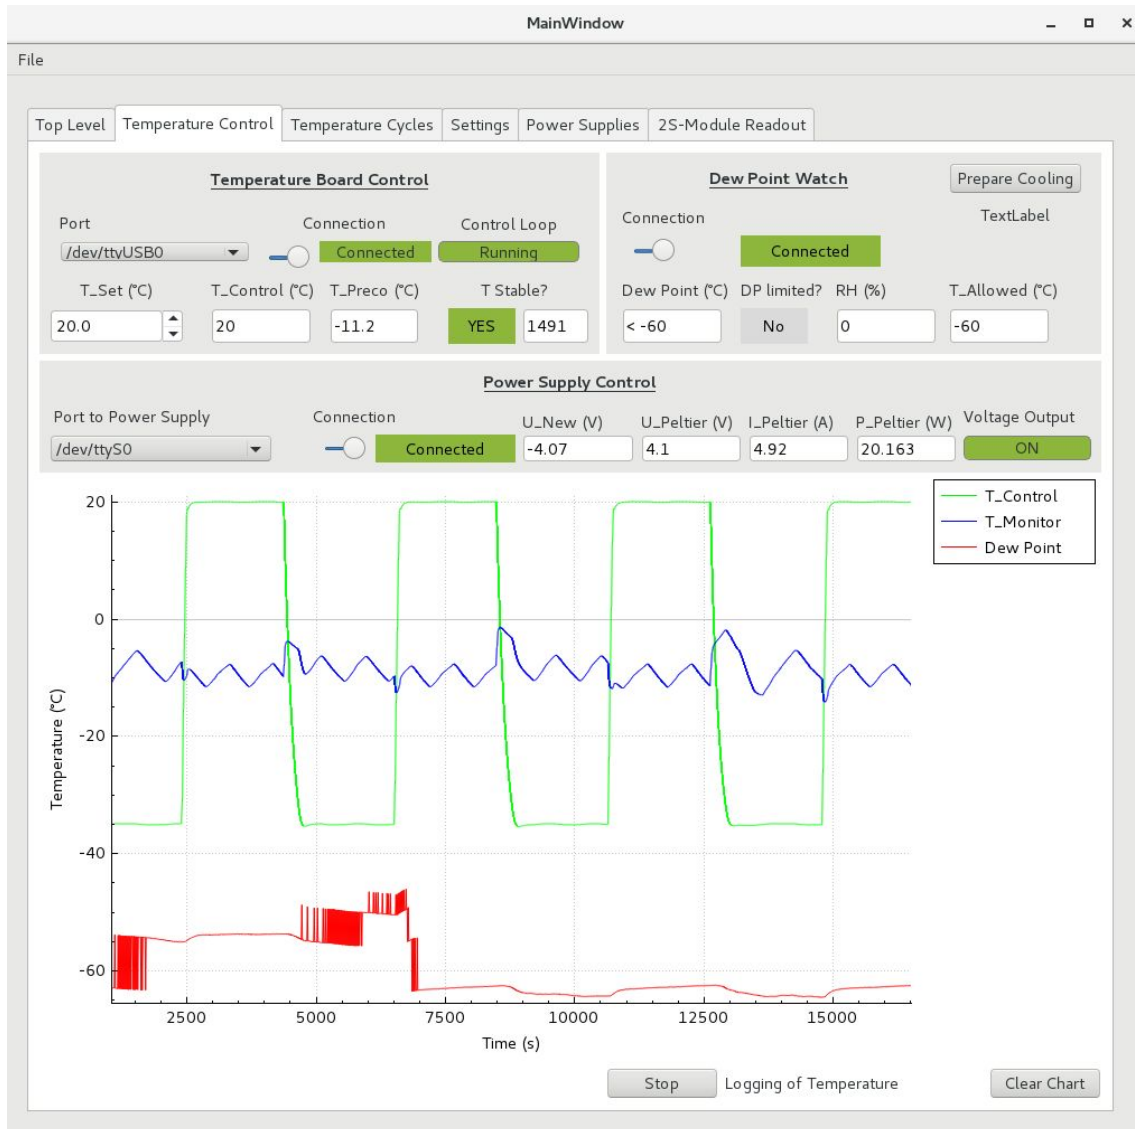 MainWindow
File
Top Level Temperature Control Temperature Cycles Settings Power Supplies 2S-Module Readout
Temperature Board Control
Port Connection Control Loop
/dev/ttyUSB0 Connected Running
T_Set (°C) T_Control (°C) T_Preco (°C) T Stable?
20.0 20 -11.2 YES 1491
Dew Point Watch Prepare Cooling
Connection TextLabel
Connected
Dew Point (°C) DP limited? RH (%) T_Allowed (°C)
< -60 No 0 -60
Power Supply Control
Port to Power Supply Connection U_New (V) U_Peltier (V) I_Peltier (A) P_Peltier (W) Voltage Output
/dev/ttyS0 Connected -4.07 4.1 4.92 20.163 ON
T_Control
T_Monitor
Dew Point
20
0
-20
-40
-60
Temperature (°C)
2500 5000 7500 10000 12500 15000
Time (s)
Stop Logging of Temperature Clear Chart